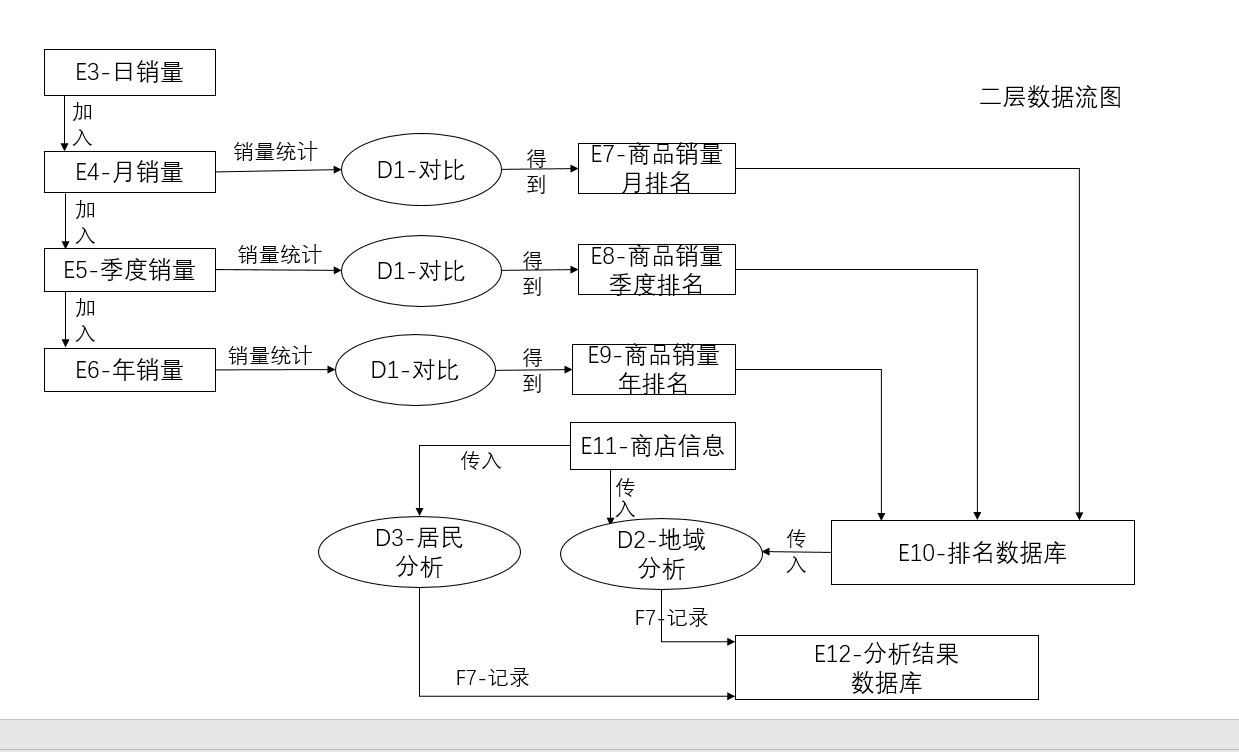 E3-日销量
二层数据流图
加
入
E4-月销量
销量统计
D1-对比
得
到
E7-商品销量
月排名
加
入
E5-季度销量
销量统计
D1-对比
得
到
E8-商品销量
季度排名
加
入
E6-年销量
销量统计
D1-对比
得
到
E9-商品销量
年排名
E11-商店信息
传入
传
入
D3-居民
分析
D2-地域
分析
传
入
E10-排名数据库
F7-记录
E12-分析结果
数据库
F7-记录